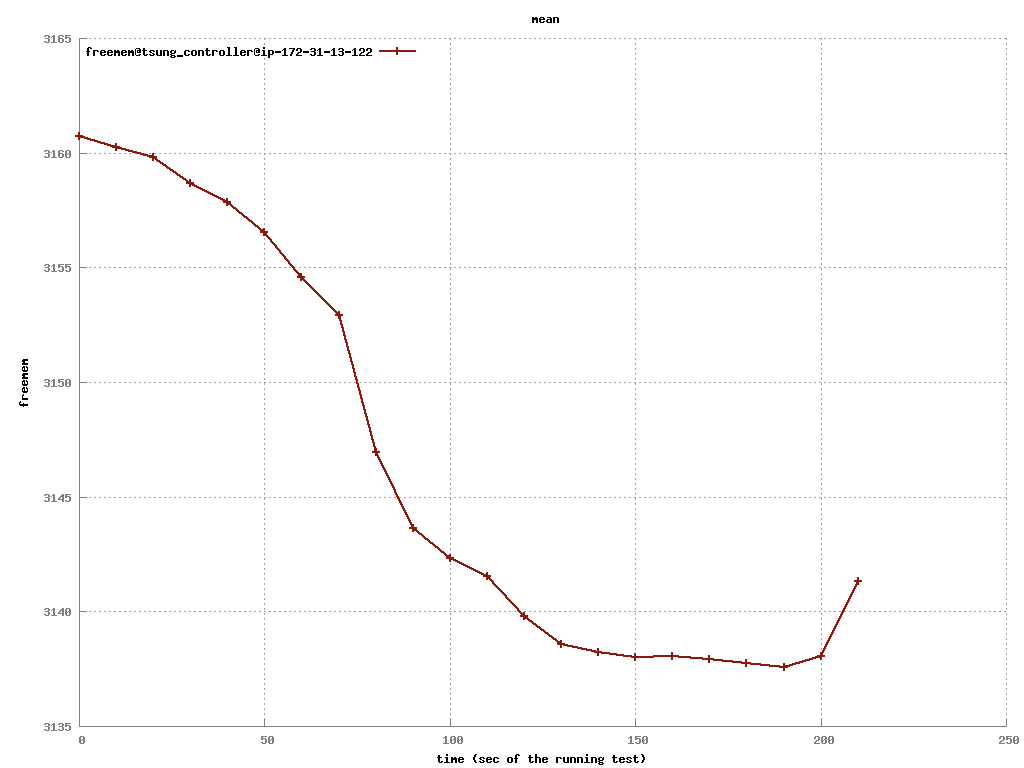 mean
freemem@tsung_controller@ip-172-31-13-122
3165
3160
3155
3150
3145
3140
3135
freemem
0 50 100 150 200 250
time (sec of the running test)